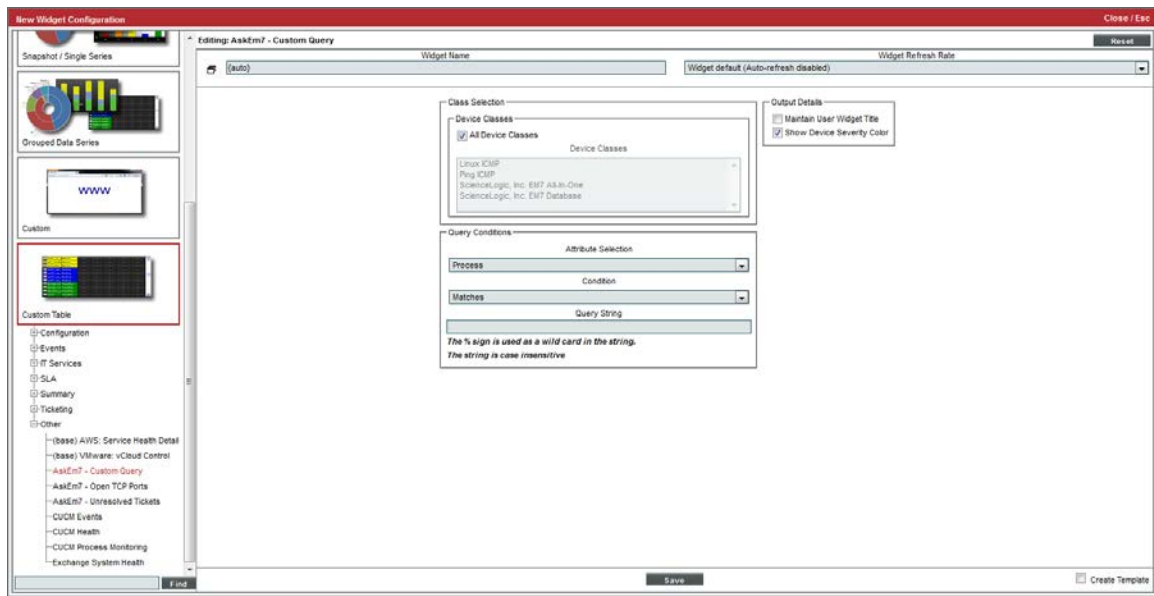 New Widget Configuration
Close / Esc
Snapshot / Single Series
Grouped Data Series
www
Custom
Custom Table
Configuration
Events
IT Services
SLA
Summary
Ticketing
Other
(base) AWS: Service Health Detail
(base) VMware: vCloud Control
AskEm7 - Custom Query
AskEm7 - Open TCP Ports
AskEm7 - Unresolved Tickets
CUCM Events
CUCM Health
CUCM Process Monitoring
Exchange System Health
Find
Editing: AskEm7 - Custom Query
Reset
Widget Name
Widget Refresh Rate
{auto}
Widget default (Auto-refresh disabled)
Class Selection
Device Classes
All Device Classes
Device Classes
Linux ICMP
Ping ICMP
ScienceLogic, Inc. EM7 All-In-One
ScienceLogic, Inc. EM7 Database
Output Details
Maintain User Widget Title
Show Device Severity Color
Query Conditions
Attribute Selection
Process
Condition
Matches
Query String
The % sign is used as a wild card in the string.
The string is case insensitive
Save
Create Template